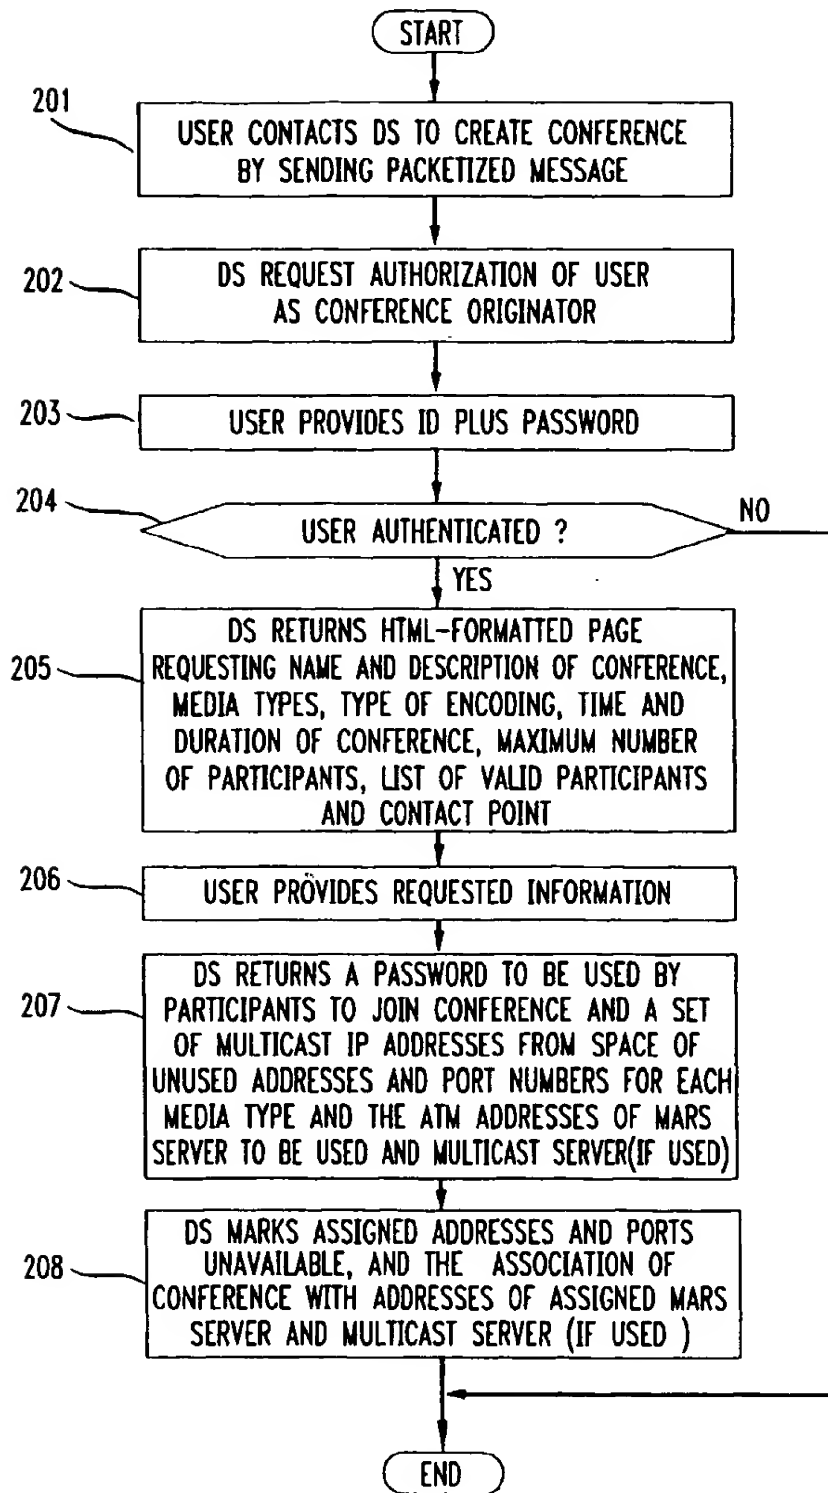 START
201
USER CONTACTS DS TO CREATE CONFERENCE
BY SENDING PACKETIZED MESSAGE
202
DS REQUEST AUTHORIZATION OF USER
AS CONFERENCE ORIGINATOR
203
USER PROVIDES ID PLUS PASSWORD
204
USER AUTHENTICATED ?
NO
YES
205
DS RETURNS HTML-FORMATTED PAGE
REQUESTING NAME AND DESCRIPTION OF CONFERENCE,
MEDIA TYPES, TYPE OF ENCODING, TIME AND
DURATION OF CONFERENCE, MAXIMUM NUMBER
OF PARTICIPANTS, LIST OF VALID PARTICIPANTS
AND CONTACT POINT
206
USER PROVIDES REQUESTED INFORMATION
207
DS RETURNS A PASSWORD TO BE USED BY
PARTICIPANTS TO JOIN CONFERENCE AND A SET
OF MULTICAST IP ADDRESSES FROM SPACE OF
UNUSED ADDRESSES AND PORT NUMBERS FOR EACH
MEDIA TYPE AND THE ATM ADDRESSES OF MARS
SERVER TO BE USED AND MULTICAST SERVER(IF USED)
208
DS MARKS ASSIGNED ADDRESSES AND PORTS
UNAVAILABLE, AND THE ASSOCIATION OF
CONFERENCE WITH ADDRESSES OF ASSIGNED MARS
SERVER AND MULTICAST SERVER (IF USED )
END